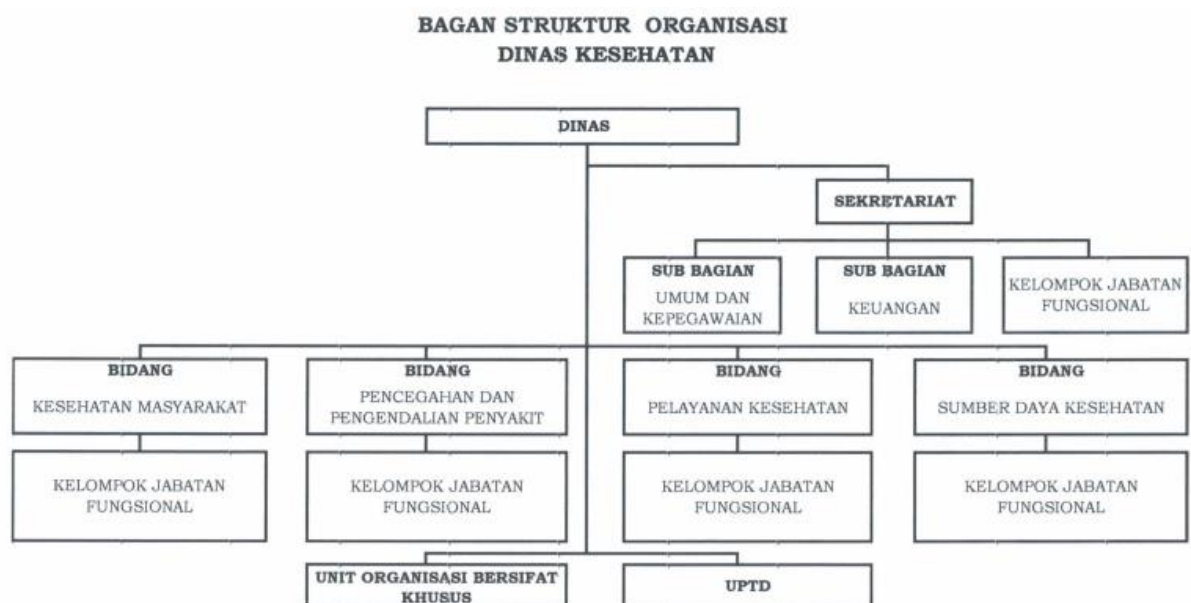 BAGAN STRUKTUR ORGANISASI
DINAS KESEHATAN
DINAS
SEKRETARIAT
SUB BAGIAN
UMUM DAN
KEPEGAWAIAN
SUB BAGIAN
KEUANGAN
KELOMPOK JABATAN
FUNGSIONAL
BIDANG
KESEHATAN MASYARAKAT
BIDANG
PENCEGAHAN DAN
PENGENDALIAN PENYAKIT
BIDANG
PELAYANAN KESEHATAN
BIDANG
SUMBER DAYA KESEHATAN
KELOMPOK JABATAN
FUNGSIONAL
KELOMPOK JABATAN
FUNGSIONAL
KELOMPOK JABATAN
FUNGSIONAL
KELOMPOK JABATAN
FUNGSIONAL
UNIT ORGANISASI BERSIFAT
KHUSUS
UPTD